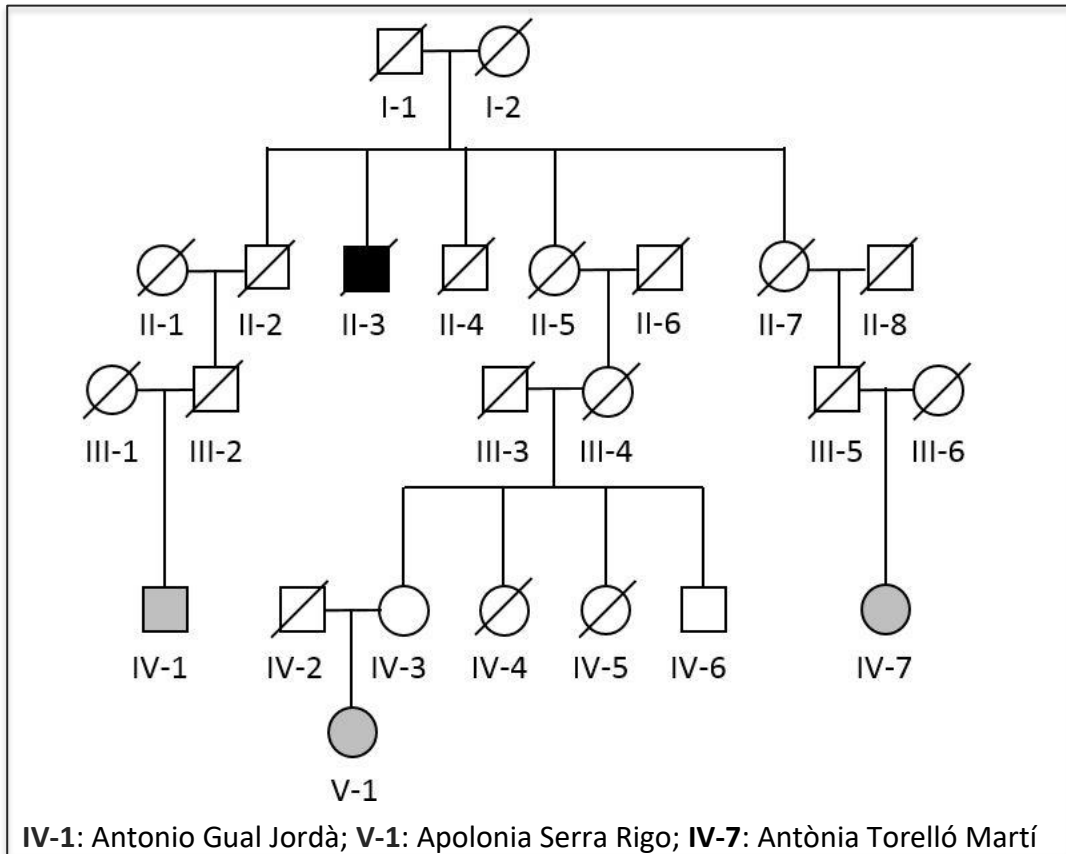 I-1 I-2
II-1 II-2 II-3 II-4 II-5 II-6 II-7 II-8
III-1 III-2 III-3 III-4 III-5 III-6
IV-1 IV-2 IV-3 IV-4 IV-5 IV-6 IV-7
V-1
IV-1: Antonio Gual Jordà; V-1: Apolonia Serra Rigo; IV-7: Antònia Torelló Martí